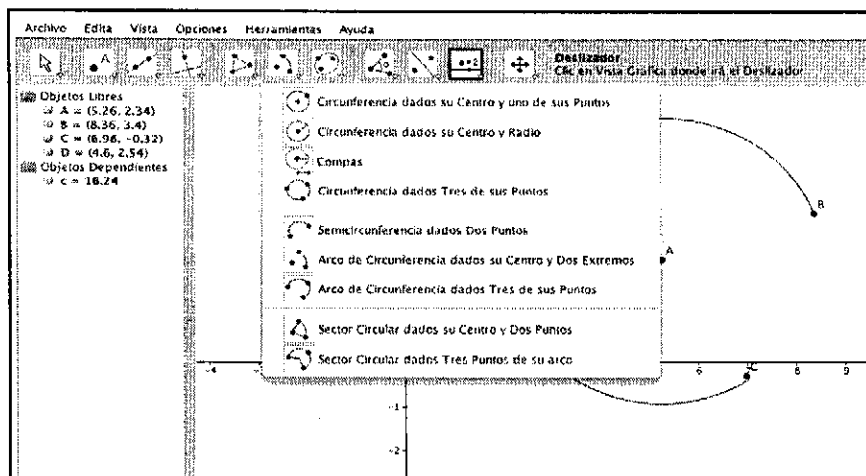 Archivo Edita Vista Opciones Herramientas Ayuda
A
a=2
Deslizador
Clic en Vista Gráfica donde irá el Deslizador
Objetos Libres
A = (5.26, 2.34)
B = (8.36, 3.4)
C = (6.96, -0.32)
D = (4.6, 2.54)
Objetos Dependientes
c = 16.24
Circunferencia dados su Centro y uno de sus Puntos
Circunferencia dados su Centro y Radio
Compas
Circunferencia dados Tres de sus Puntos
Semicircunferencia dados Dos Puntos
Arco de Circunferencia dados su Centro y Dos Extremos
Arco de Circunferencia dados Tres de sus Puntos
Sector Circular dados su Centro y Dos Puntos
Sector Circular dados Tres Puntos de su arco
B
A
C
-4 6 8
-1
-2